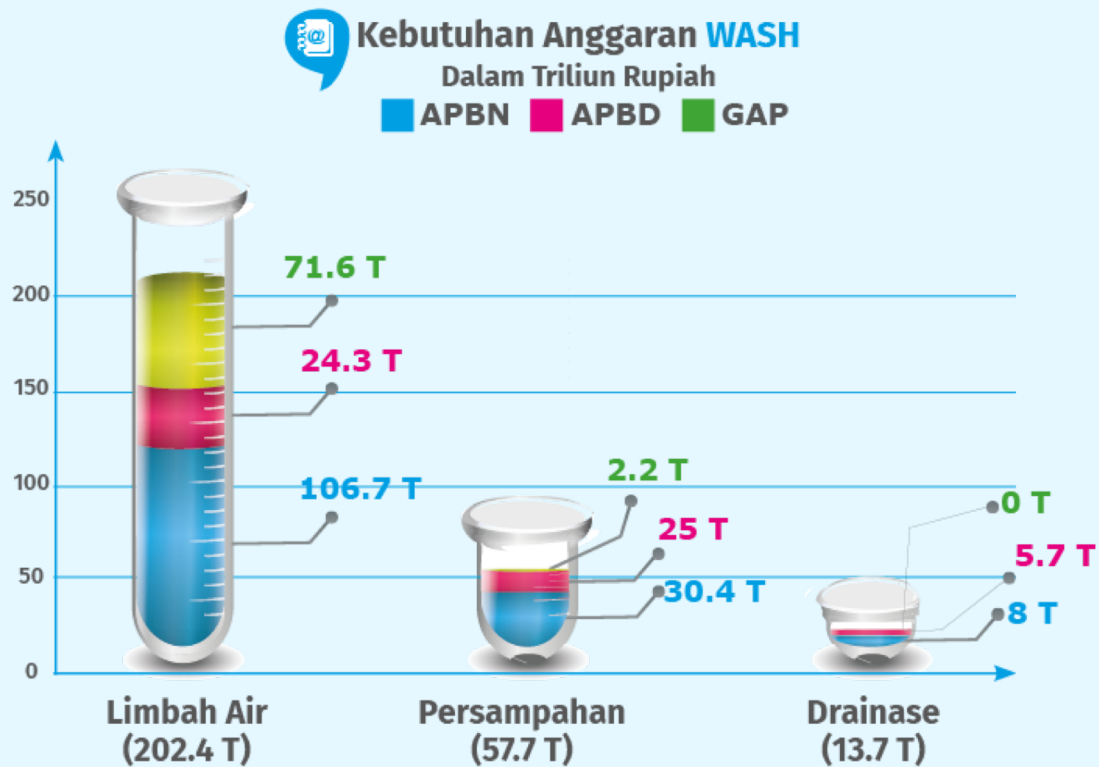 Kebutuhan Anggaran WASH
Dalam Triliun Rupiah
APBN APBD GAP
250
200
150
100
50
0
71.6 T
24.3 T
106.7 T
2.2 T
25 T
30.4 T
0 T
5.7 T
8 T
Limbah Air
(202.4 T)
Persampahan
(57.7 T)
Drainase
(13.7 T)